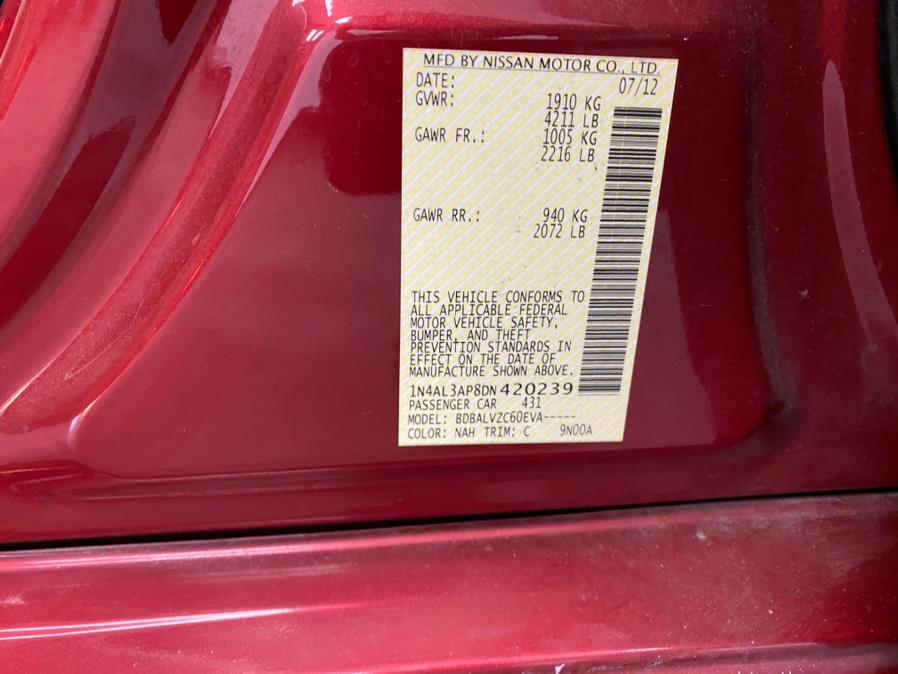 MFD BY NISSAN MOTOR CO., LTD.
DATE: 07/12
GVWR: 1910 KG
4211 LB
GAWR FR.: 1005 KG
2216 LB
GAWR RR.: 940 KG
2072 LB
THIS VEHICLE CONFORMS TO
ALL APPLICABLE FEDERAL
MOTOR VEHICLE SAFETY,
BUMPER, AND THEFT
PREVENTION STANDARDS IN
EFFECT ON THE DATE OF
MANUFACTURE SHOWN ABOVE.
1N4AL3AP8DN420239
PASSENGER CAR 431
MODEL: BDBALVZC60EVA-----
COLOR: NAH TRIM: C 9N00A